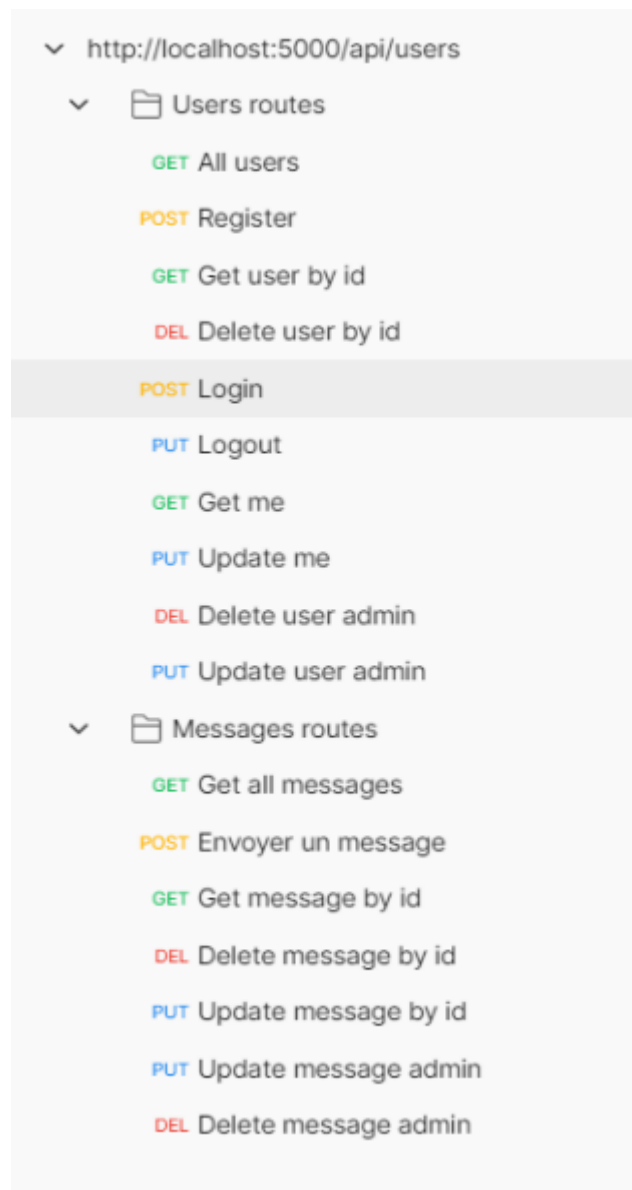 http://localhost:5000/api/users
Users routes
GET All users
POST Register
GET Get user by id
DEL Delete user by id
POST Login
PUT Logout
GET Get me
PUT Update me
DEL Delete user admin
PUT Update user admin
Messages routes
GET Get all messages
POST Envoyer un message
GET Get message by id
DEL Delete message by id
PUT Update message by id
PUT Update message admin
DEL Delete message admin